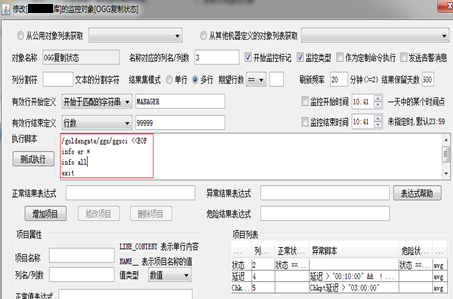 修改[ 库]的监控对象[OGG复制状态]
从公用对象列表获取 从其他机器定义的对象列表获取
对象名称 OGG复制状态 名称对应的列名/列数 3 开始监控标记 监控类型 作为定制命令执行 发送告警消息
列分割符 文本的分割字符 结果集模式 单行 多行 期望行数 == 刷新频率 20 分钟(>=2) 结果保留天数 300
有效行开始定义 开始于匹配的字符串 MANAGER 监控开始时间 10:41 一天中的某个时间点
有效行结束定义 行数 99999 监控结束时间 10:41 未指定时,默认23:59
执行脚本
测试执行
/goldengate/ggs/ggsci <<EOF
info er *
info all
exit
正常结果表达式 异常结果表达式 表达式帮助
增加项目 修改项目 删除项目 危险结果表达式
项目属性 项目列表
LINE_CONTENT 表示单行内容
项目名称 NAME__ 表示项目名称的值
列名/列数 值类型 数值
正常值表达式
... 列... 正常状... 异常脚本 危险状... ...
状态 2 状态 ==... 状态 ==... avg
延迟 4 延迟 > "00:10:00" && ! ... avg
Chk... 5 Chkpt延迟 > "03:00:00" avg